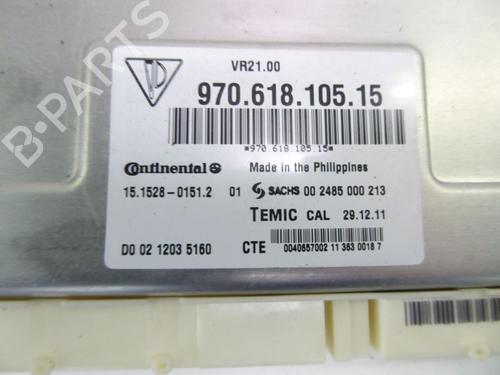 VR21.00
970.618.105.15
*970.618.105.15*
Continental Made in the Philippines
15.1528-0151.2 01 SACHS 00 2485 000 213
TEMIC CAL 29.12.11
D0 02 1203 5160 CTE 0040657002 11 363 0018 7
B-PARTS